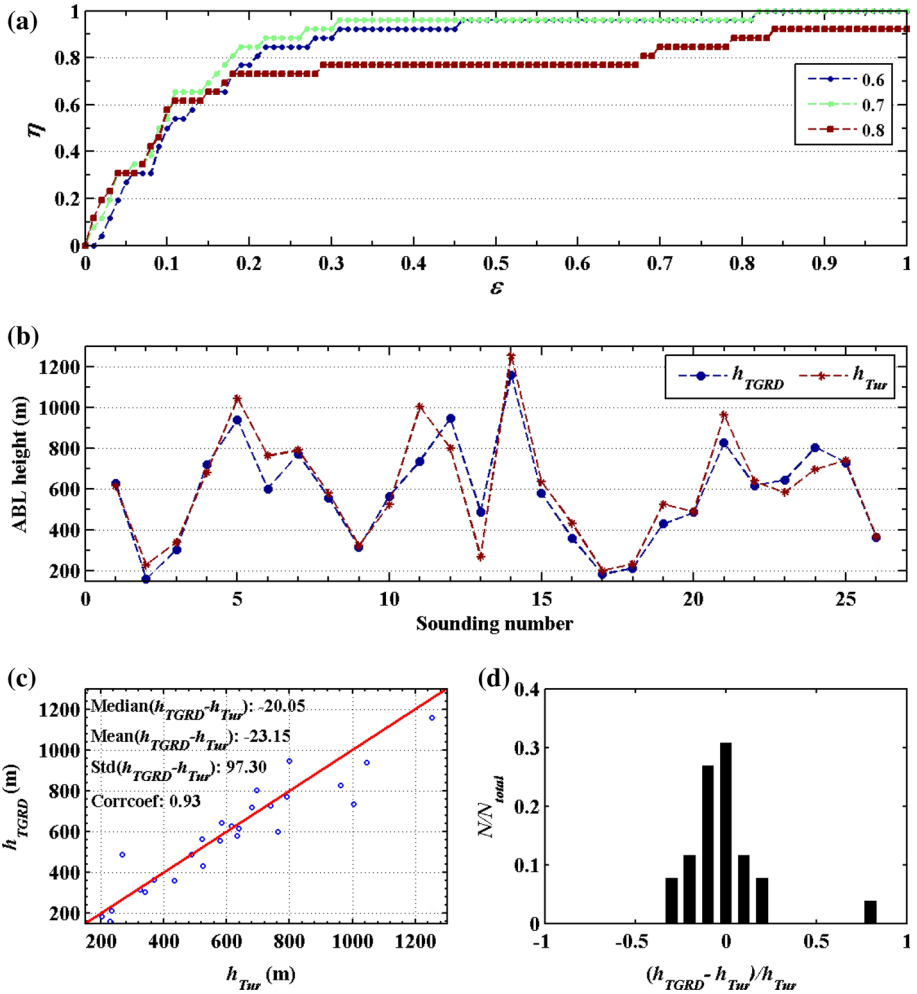 (a)
1
0.8
0.6
0.4
0.2
0
η
0 0.1 0.2 0.3 0.4 0.5 0.6 0.7 0.8 0.9 1
ε
0.6
0.7
0.8
(b)
1200
1000
800
600
400
200
ABL height (m)
0 5 10 15 20 25
Sounding number
h_TGRD h_Tur
(c)
1200
1000
800
600
400
200
h_TGRD (m)
Median(h_TGRD-h_Tur): -20.05
Mean(h_TGRD-h_Tur): -23.15
Std(h_TGRD-h_Tur): 97.30
Corrcoef: 0.93
200 400 600 800 1000 1200
h_Tur (m)
(d)
0.4
0.3
0.2
0.1
0
N/N_total
-1 -0.5 0 0.5 1
(h_TGRD- h_Tur)/h_Tur